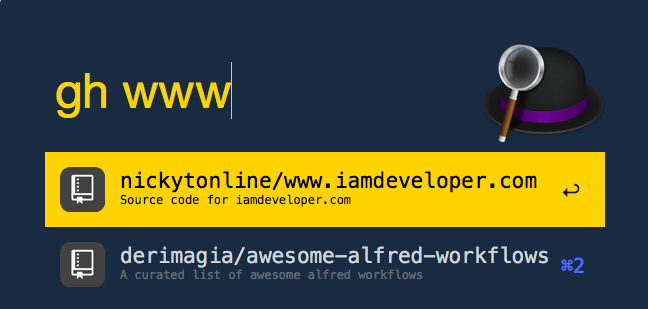 gh www
nickytonline/www.iamdeveloper.com
Source code for iamdeveloper.com
derimagia/awesome-alfred-workflows
A curated list of awesome alfred workflows
⌘2